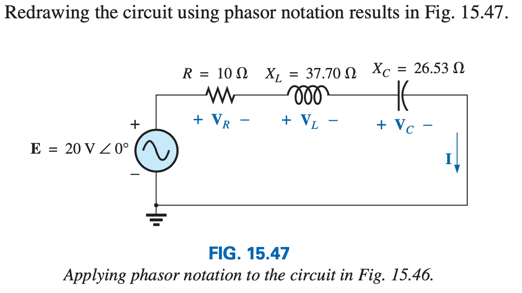 Redrawing the circuit using phasor notation results in Fig. 15.47.
R = 10 Ω
X_L = 37.70 Ω
X_C = 26.53 Ω
+ V_R −
+ V_L −
+ V_C −
+
E = 20 V ∠ 0°
−
I
FIG. 15.47
Applying phasor notation to the circuit in Fig. 15.46.